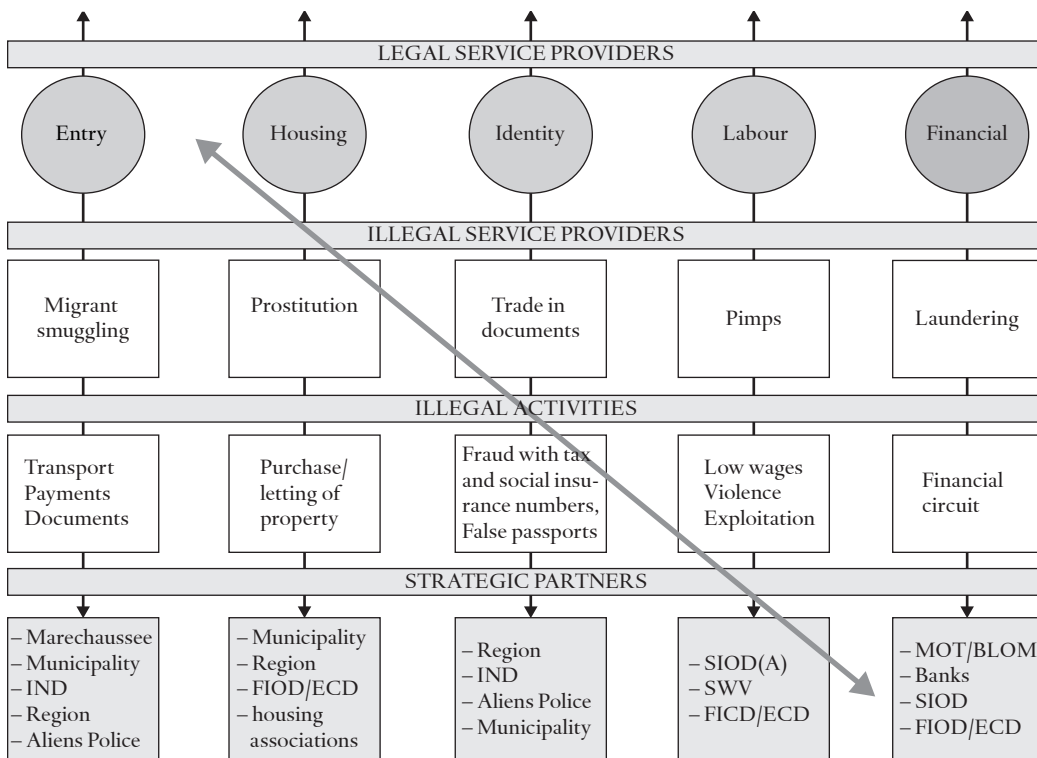 LEGAL SERVICE PROVIDERS
Entry
Housing
Identity
Labour
Financial
ILLEGAL SERVICE PROVIDERS
Migrant
smuggling
Prostitution
Trade in
documents
Pimps
Laundering
ILLEGAL ACTIVITIES
Transport
Payments
Documents
Purchase/
letting of
property
Fraud with tax
and social insu-
rance numbers,
False passports
Low wages
Violence
Exploitation
Financial
circuit
STRATEGIC PARTNERS
– Marechaussee
– Municipality
– IND
– Region
– Aliens Police
– Municipality
– Region
– FIOD/ECD
– housing
associations
– Region
– IND
– Aliens Police
– Municipality
– SIOD(A)
– SWV
– FICD/ECD
– MOT/BLOM
– Banks
– SIOD
– FIOD/ECD